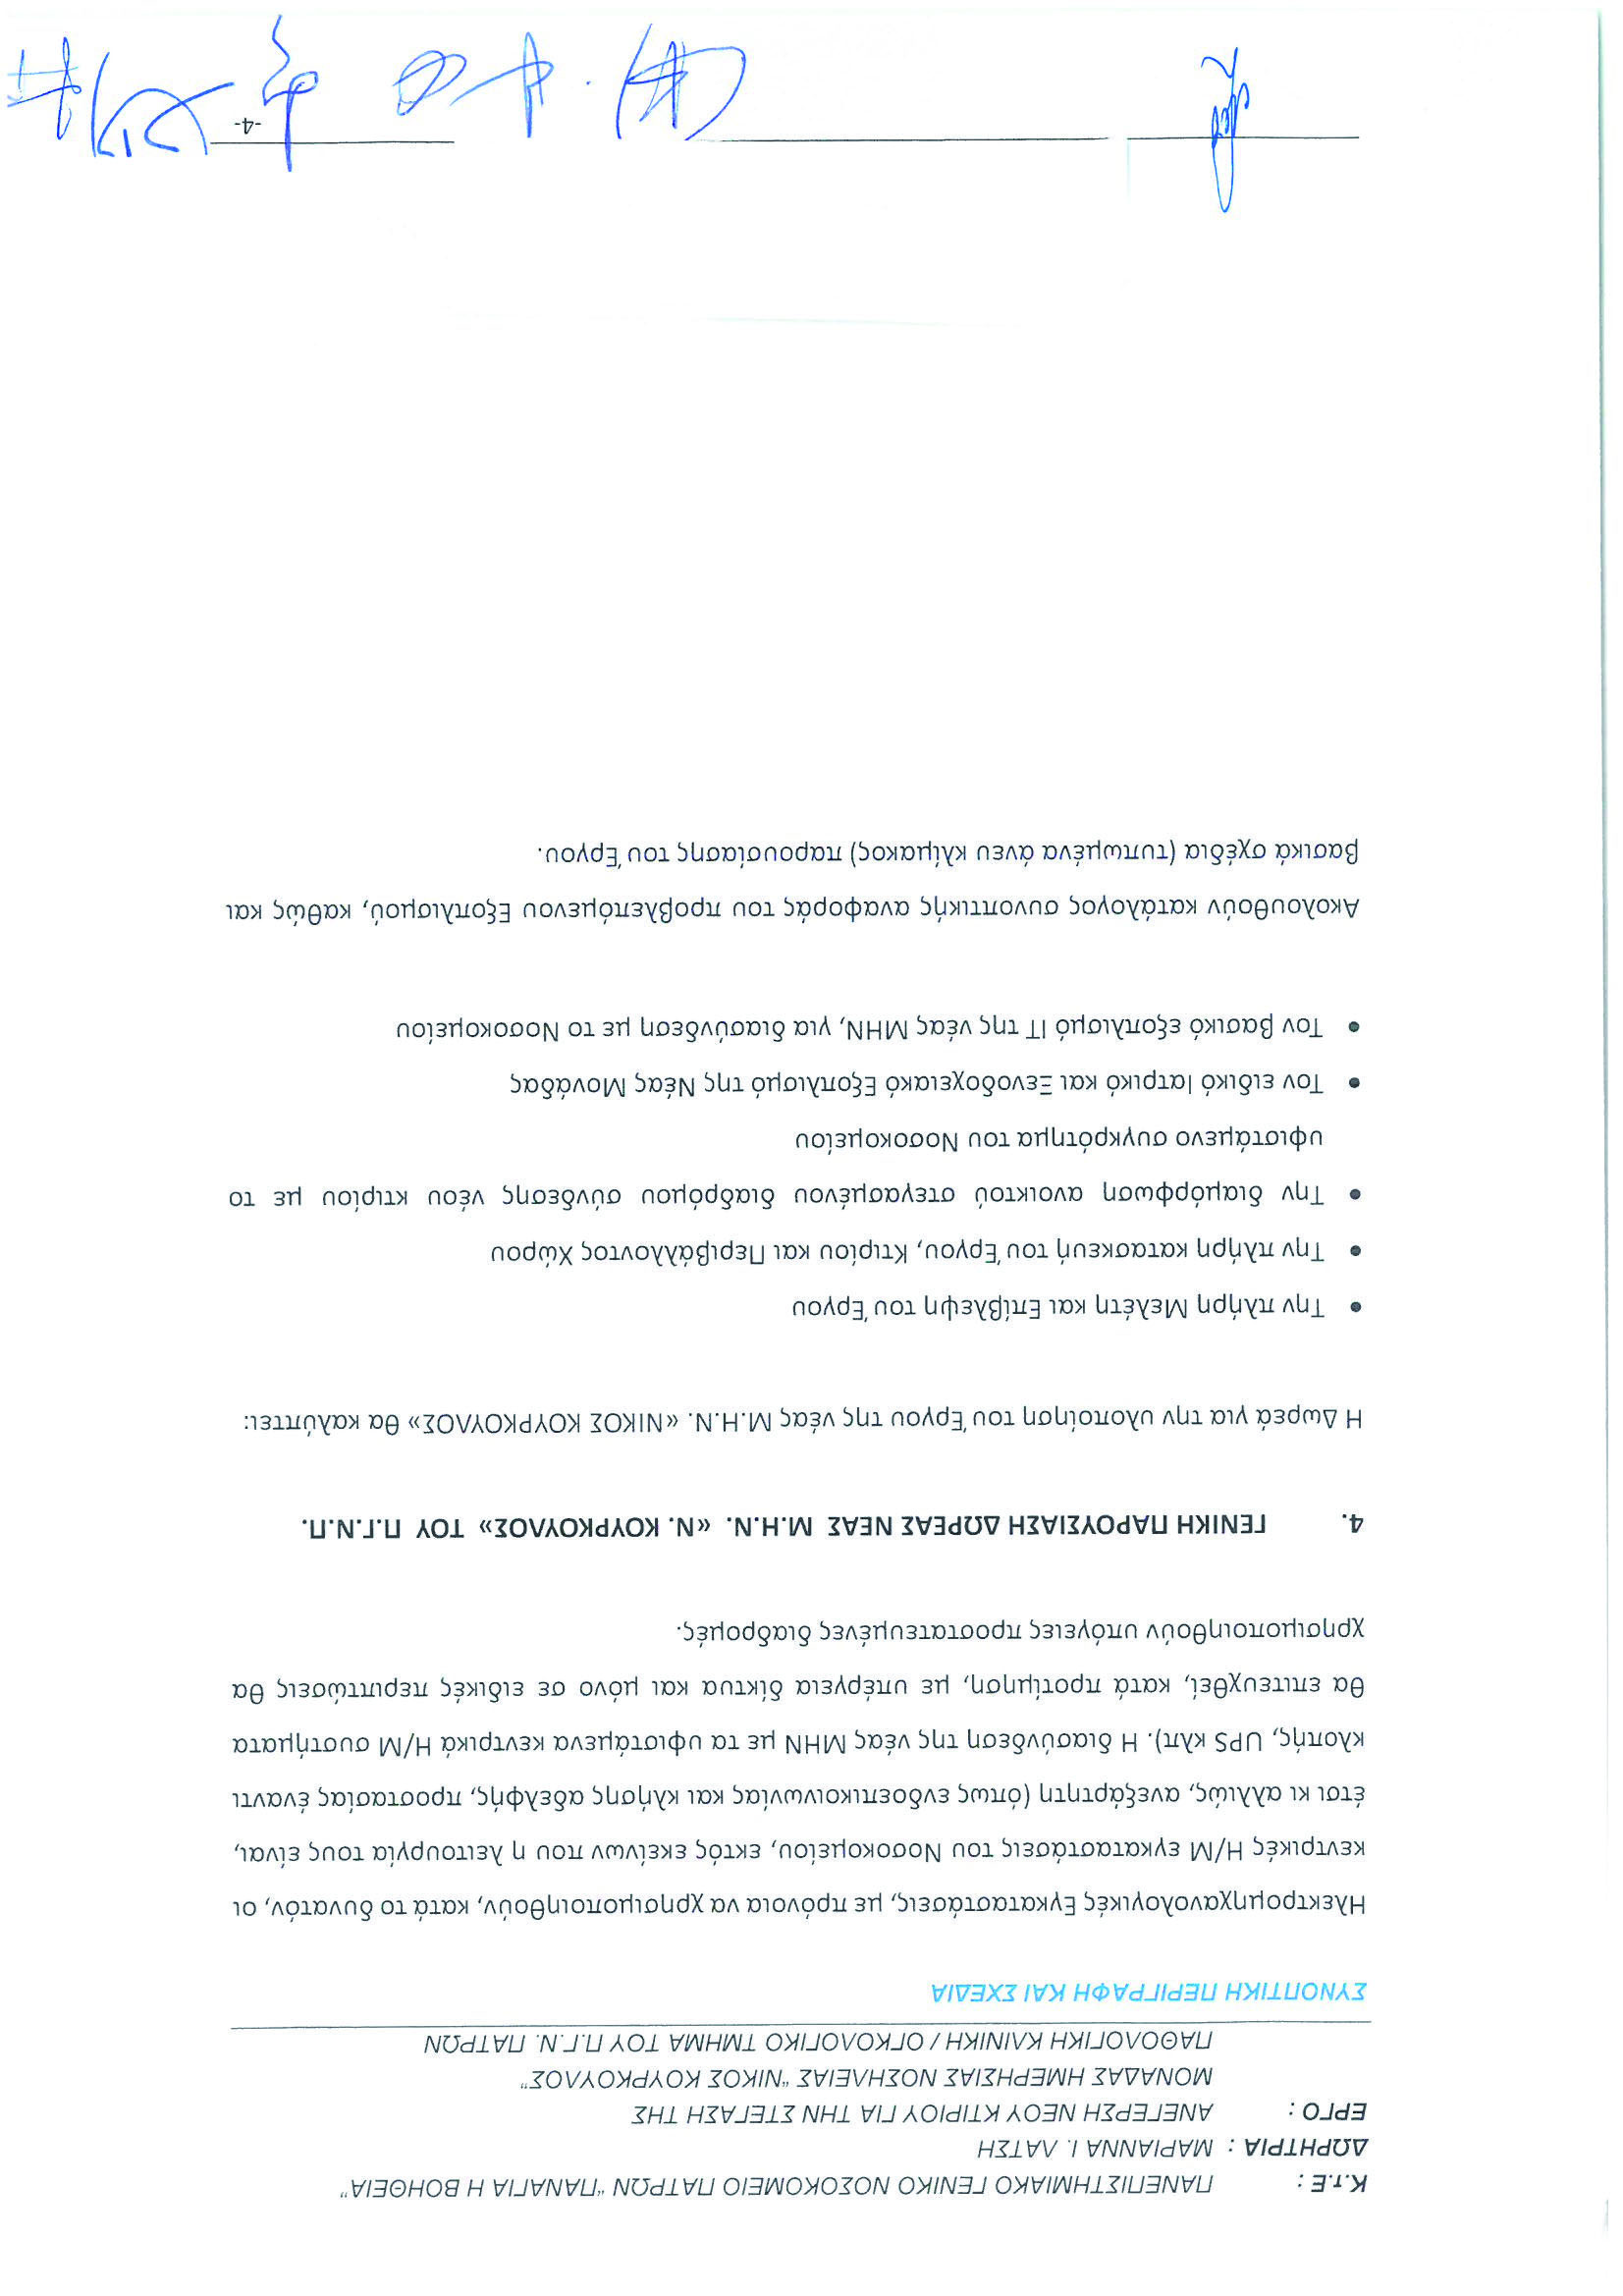 Κ.τ.Ε : ΠΑΝΕΠΙΣΤΗΜΙΑΚΟ ΓΕΝΙΚΟ ΝΟΣΟΚΟΜΕΙΟ ΠΑΤΡΩΝ “ΠΑΝΑΓΙΑ Η ΒΟΗΘΕΙΑ”
ΔΩΡΗΤΡΙΑ : ΜΑΡΙΑΝΝΑ Ι. ΛΑΤΣΗ
ΕΡΓΟ : ΑΝΕΓΕΡΣΗ ΝΕΟΥ ΚΤΙΡΙΟΥ ΓΙΑ ΤΗΝ ΣΤΕΓΑΣΗ ΤΗΣ
ΜΟΝΑΔΑΣ ΗΜΕΡΗΣΙΑΣ ΝΟΣΗΛΕΙΑΣ “ΝΙΚΟΣ ΚΟΥΡΚΟΥΛΟΣ”
ΠΑΘΟΛΟΓΙΚΗ ΚΛΙΝΙΚΗ / ΟΓΚΟΛΟΓΙΚΟ ΤΜΗΜΑ ΤΟΥ Π.Γ.Ν. ΠΑΤΡΩΝ
ΣΥΝΟΠΤΙΚΗ ΠΕΡΙΓΡΑΦΗ ΚΑΙ ΣΧΕΔΙΑ
Ηλεκτρομηχανολογικές Εγκαταστάσεις, με πρόνοια να χρησιμοποιηθούν, κατά το δυνατόν, οι
κεντρικές Η/Μ εγκαταστάσεις του Νοσοκομείου, εκτός εκείνων που η λειτουργία τους είναι,
έτσι κι αλλιώς, ανεξάρτητη (όπως ενδοεπικοινωνίας και κλήσης αδελφής, προστασίας έναντι
κλοπής, UPS κλπ). Η διασύνδεση της νέας ΜΗΝ με τα υφιστάμενα κεντρικά Η/Μ συστήματα
θα επιτευχθεί, κατά προτίμηση, με υπέργεια δίκτυα και μόνο σε ειδικές περιπτώσεις θα
χρησιμοποιηθούν υπόγειες προστατευμένες διαδρομές.
4. ΓΕΝΙΚΗ ΠΑΡΟΥΣΙΑΣΗ ΔΩΡΕΑΣ ΝΕΑΣ Μ.Η.Ν. «Ν. ΚΟΥΡΚΟΥΛΟΣ» ΤΟΥ Π.Γ.Ν.Π.
Η Δωρεά για την υλοποίηση του Έργου της νέας Μ.Η.Ν. «ΝΙΚΟΣ ΚΟΥΡΚΟΥΛΟΣ» θα καλύπτει:
• Την πλήρη Μελέτη και Επίβλεψη του Έργου
• Την πλήρη κατασκευή του Έργου, Κτιρίου και Περιβάλλοντος Χώρου
• Την διαμόρφωση ανοικτού στεγασμένου διαδρόμου σύνδεσης νέου κτιρίου με το
υφιστάμενο συγκρότημα του Νοσοκομείου
• Τον ειδικό Ιατρικό και Ξενοδοχειακό Εξοπλισμό της Νέας Μονάδας
• Τον βασικό εξοπλισμό IT της νέας ΜΗΝ, για διασύνδεση με το Νοσοκομείου
Ακολουθούν κατάλογος συνοπτικής αναφοράς του προβλεπόμενου Εξοπλισμού, καθώς και
βασικά σχέδια (τυπωμένα άνευ κλίμακος) παρουσίασης του Έργου.
-4-